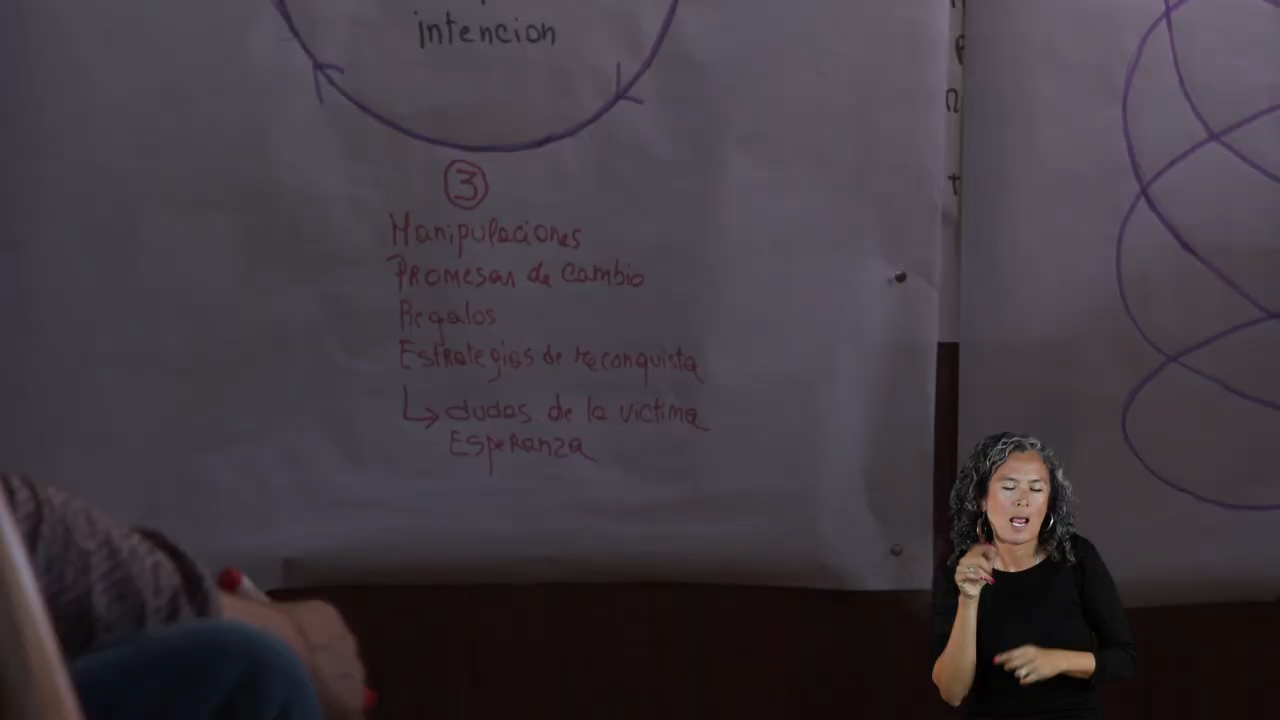 intencion
3
Manipulaciones
Promesas de cambio
Regalos
Estrategias de reconquista
dudas de la victima
Esperanza